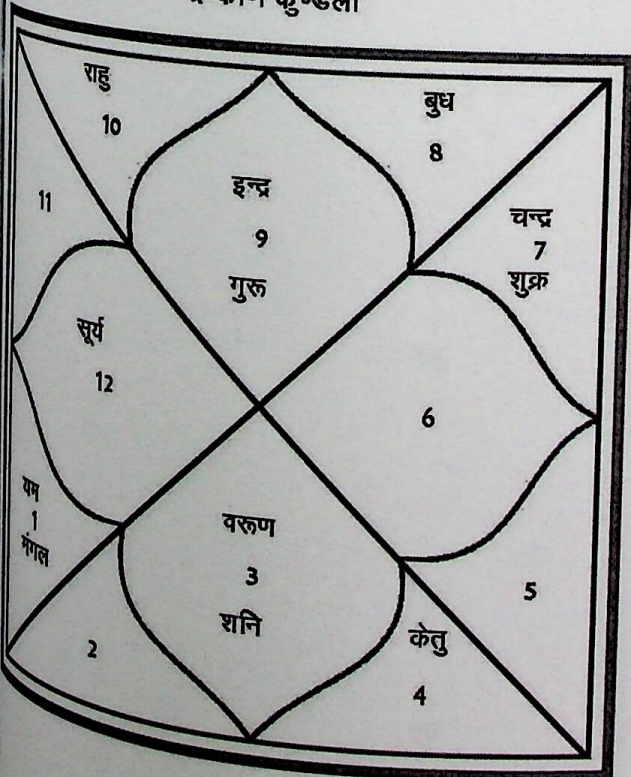 कुण्डली
राहु
10
बुध
8
इन्द्र
9
गुरू
11
चन्द्र
7
शुक्र
सूर्य
12
6
यम
1
मंगल
वरूण
3
शनि
5
2
केतु
4